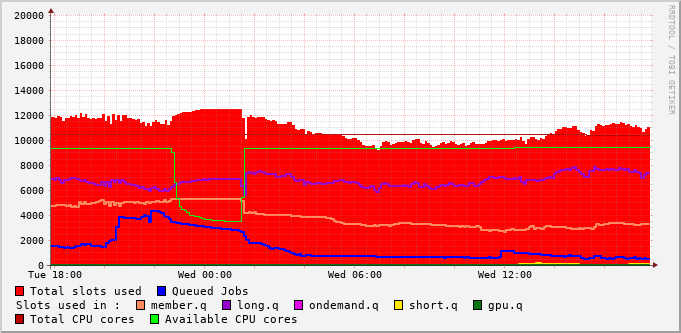 RRDTOOL / TOBI OETIKER
20000
18000
16000
14000
12000
10000
8000
6000
4000
2000
0
Tue 18:00 Wed 00:00 Wed 06:00 Wed 12:00
Total slots used Queued Jobs
Slots used in : member.q long.q ondemand.q short.q gpu.q
Total CPU cores Available CPU cores